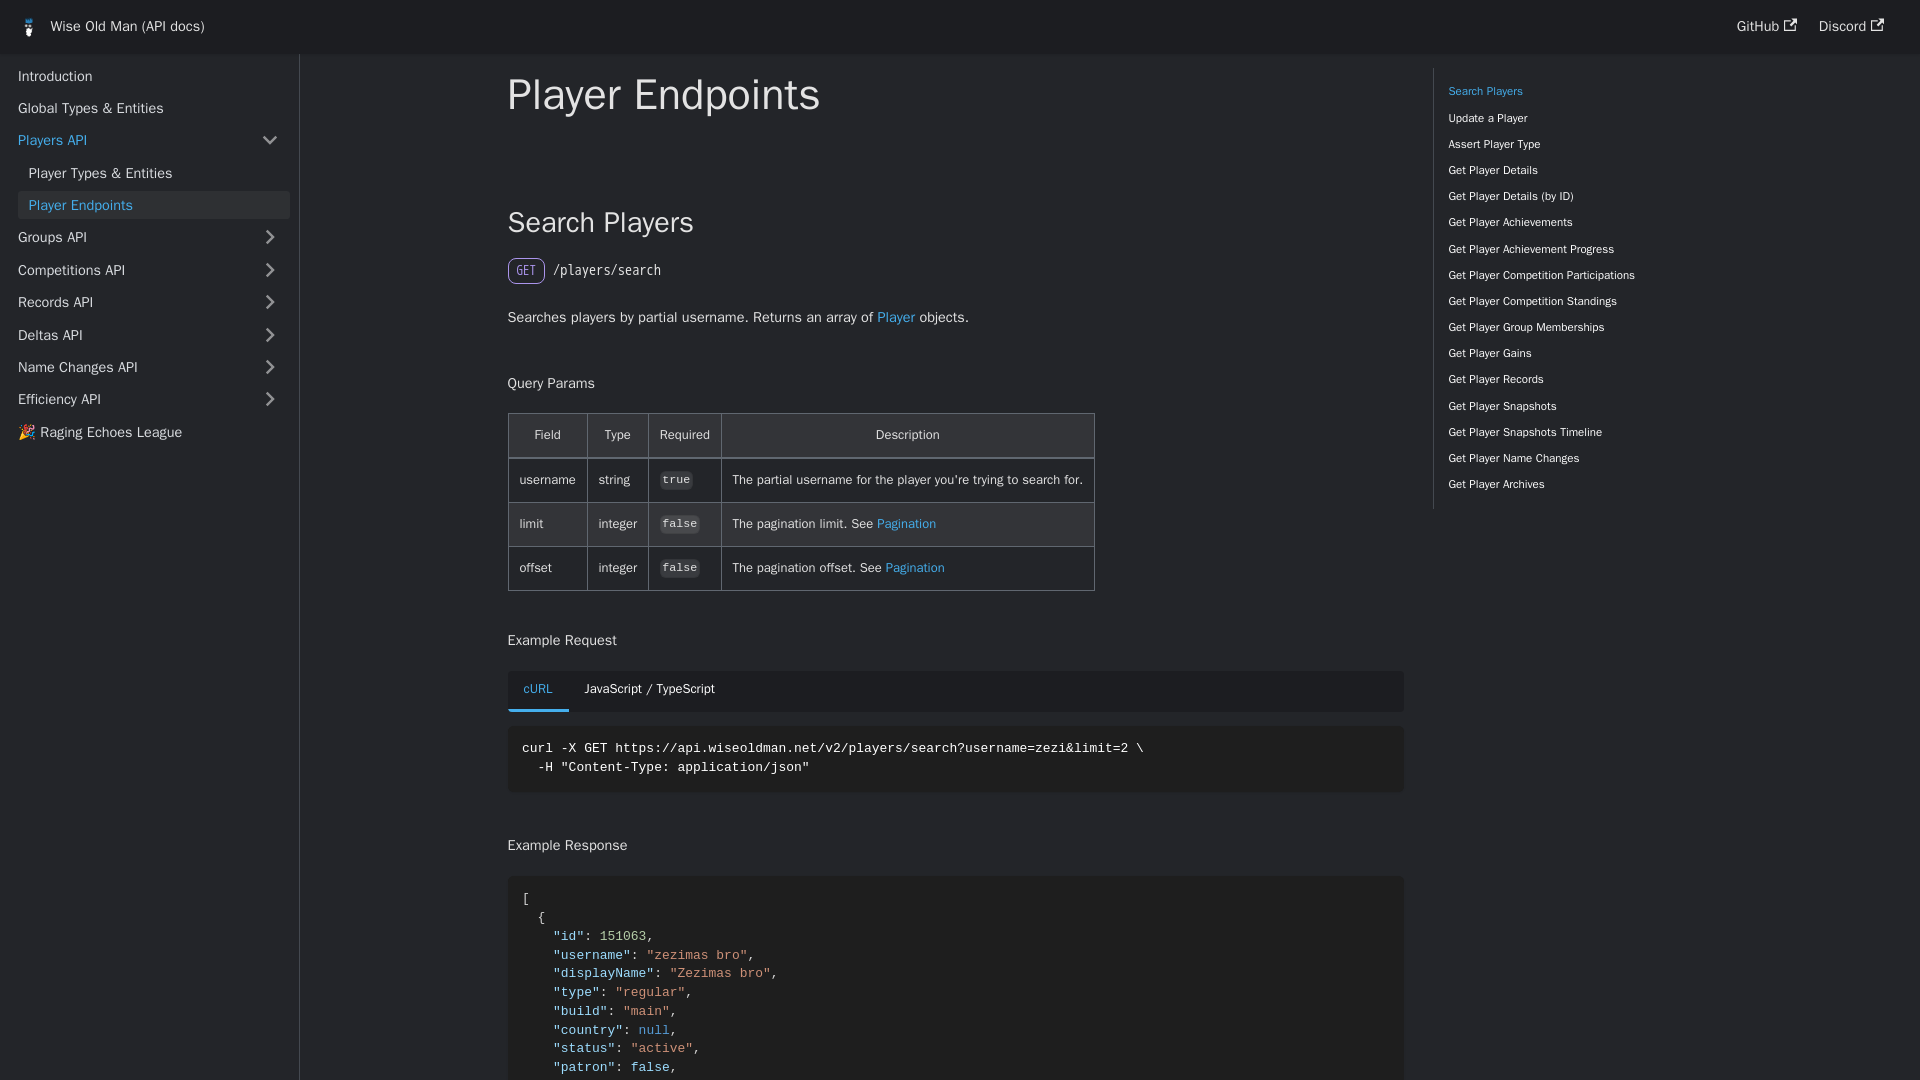 Wise Old Man (API docs)
GitHub
Discord
Introduction
Global Types & Entities
Players API
Player Types & Entities
Player Endpoints
Groups API
Competitions API
Records API
Deltas API
Name Changes API
Efficiency API
🎉 Raging Echoes League
Player Endpoints
Search Players
GET /players/search
Searches players by partial username. Returns an array of Player objects.
Query Params
Field Type Required Description
username string true The partial username for the player you're trying to search for.
limit integer false The pagination limit. See Pagination
offset integer false The pagination offset. See Pagination
Example Request
cURL JavaScript / TypeScript
curl -X GET https://api.wiseoldman.net/v2/players/search?username=zezi&limit=2 \
  -H "Content-Type: application/json"
Example Response
[
  {
    "id": 151063,
    "username": "zezimas bro",
    "displayName": "Zezimas bro",
    "type": "regular",
    "build": "main",
    "country": null,
    "status": "active",
    "patron": false,
Search Players
Update a Player
Assert Player Type
Get Player Details
Get Player Details (by ID)
Get Player Achievements
Get Player Achievement Progress
Get Player Competition Participations
Get Player Competition Standings
Get Player Group Memberships
Get Player Gains
Get Player Records
Get Player Snapshots
Get Player Snapshots Timeline
Get Player Name Changes
Get Player Archives